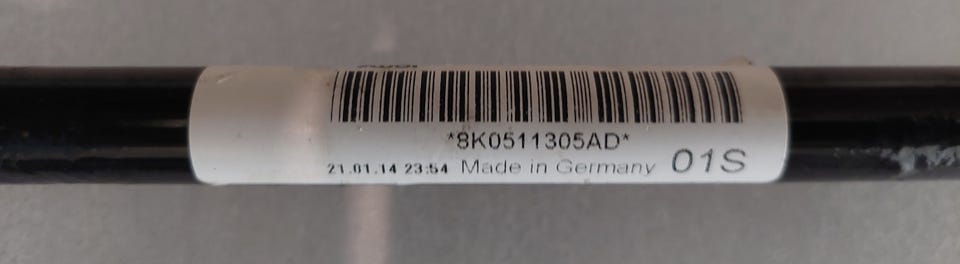 *8K0511305AD*
21.01.14 23:54 Made in Germany 01S